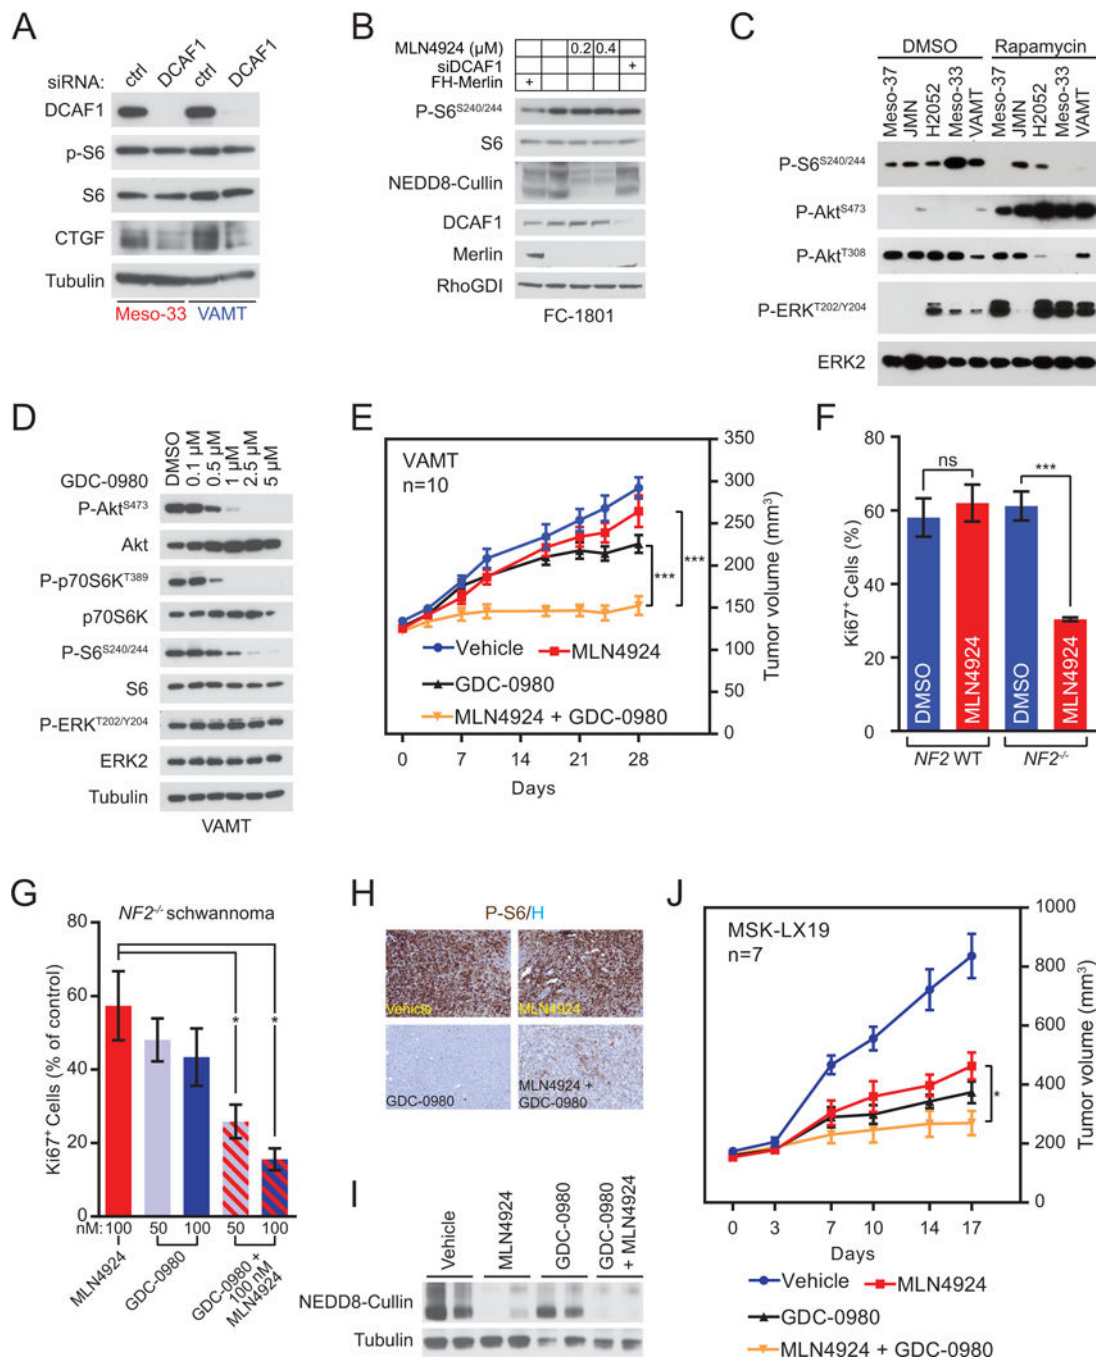 A
siRNA: ctrl DCAF1 ctrl DCAF1
DCAF1
p-S6
S6
CTGF
Tubulin
Meso-33 VAMT
B
MLN4924 (µM) 0.2 0.4
siDCAF1 +
FH-Merlin +
P-S6S240/244
S6
NEDD8-Cullin
DCAF1
Merlin
RhoGDI
FC-1801
C
DMSO Rapamycin
Meso-37 JMN H2052 Meso-33 VAMT Meso-37 JMN H2052 Meso-33 VAMT
P-S6S240/244
P-AktS473
P-AktT308
P-ERKT202/Y204
ERK2
D
GDC-0980 DMSO 0.1 µM 0.5 µM 1 µM 2.5 µM 5 µM
P-AktS473
Akt
P-p70S6KT389
p70S6K
P-S6S240/244
S6
P-ERKT202/Y204
ERK2
Tubulin
VAMT
E
VAMT
n=10
350
300
250
200
150
100
50
0
Tumor volume (mm3)
*** ***
Vehicle MLN4924
GDC-0980
MLN4924 + GDC-0980
0 7 14 21 28
Days
F
80
60
40
20
0
Ki67+ Cells (%)
ns ***
DMSO MLN4924 DMSO MLN4924
NF2 WT NF2-/-
G
NF2-/- schwannoma
80
60
40
20
0
Ki67+ Cells (% of control)
* *
nM: 100 50 100 50 100
MLN4924 GDC-0980 GDC-0980 + 100 nM MLN4924
H
P-S6/H
Vehicle MLN4924
GDC-0980 MLN4924 + GDC-0980
I
Vehicle MLN4924 GDC-0980 GDC-0980 + MLN4924
NEDD8-Cullin
Tubulin
J
MSK-LX19
n=7
1000
800
600
400
200
0
Tumor volume (mm3)
*
0 3 7 10 14 17
Days
Vehicle MLN4924
GDC-0980
MLN4924 + GDC-0980